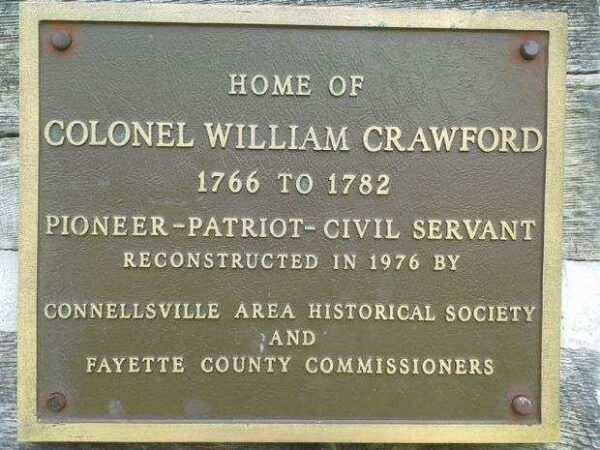 HOME OF
COLONEL WILLIAM CRAWFORD
1766 TO 1782
PIONEER-PATRIOT-CIVIL SERVANT
RECONSTRUCTED IN 1976 BY
CONNELLSVILLE AREA HISTORICAL SOCIETY
AND
FAYETTE COUNTY COMMISSIONERS